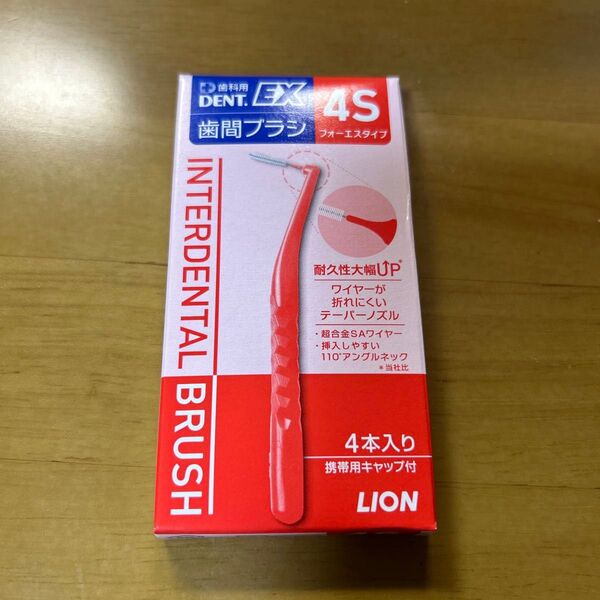 歯科用
DENT. EX
歯間ブラシ
4S
フォーエスタイプ
INTERDENTAL BRUSH
耐久性大幅UP*
ワイヤーが
折れにくい
テーパーノズル
・超合金SAワイヤー
・挿入しやすい
110°アングルネック
*当社比
4本入り
携帯用キャップ付
LION